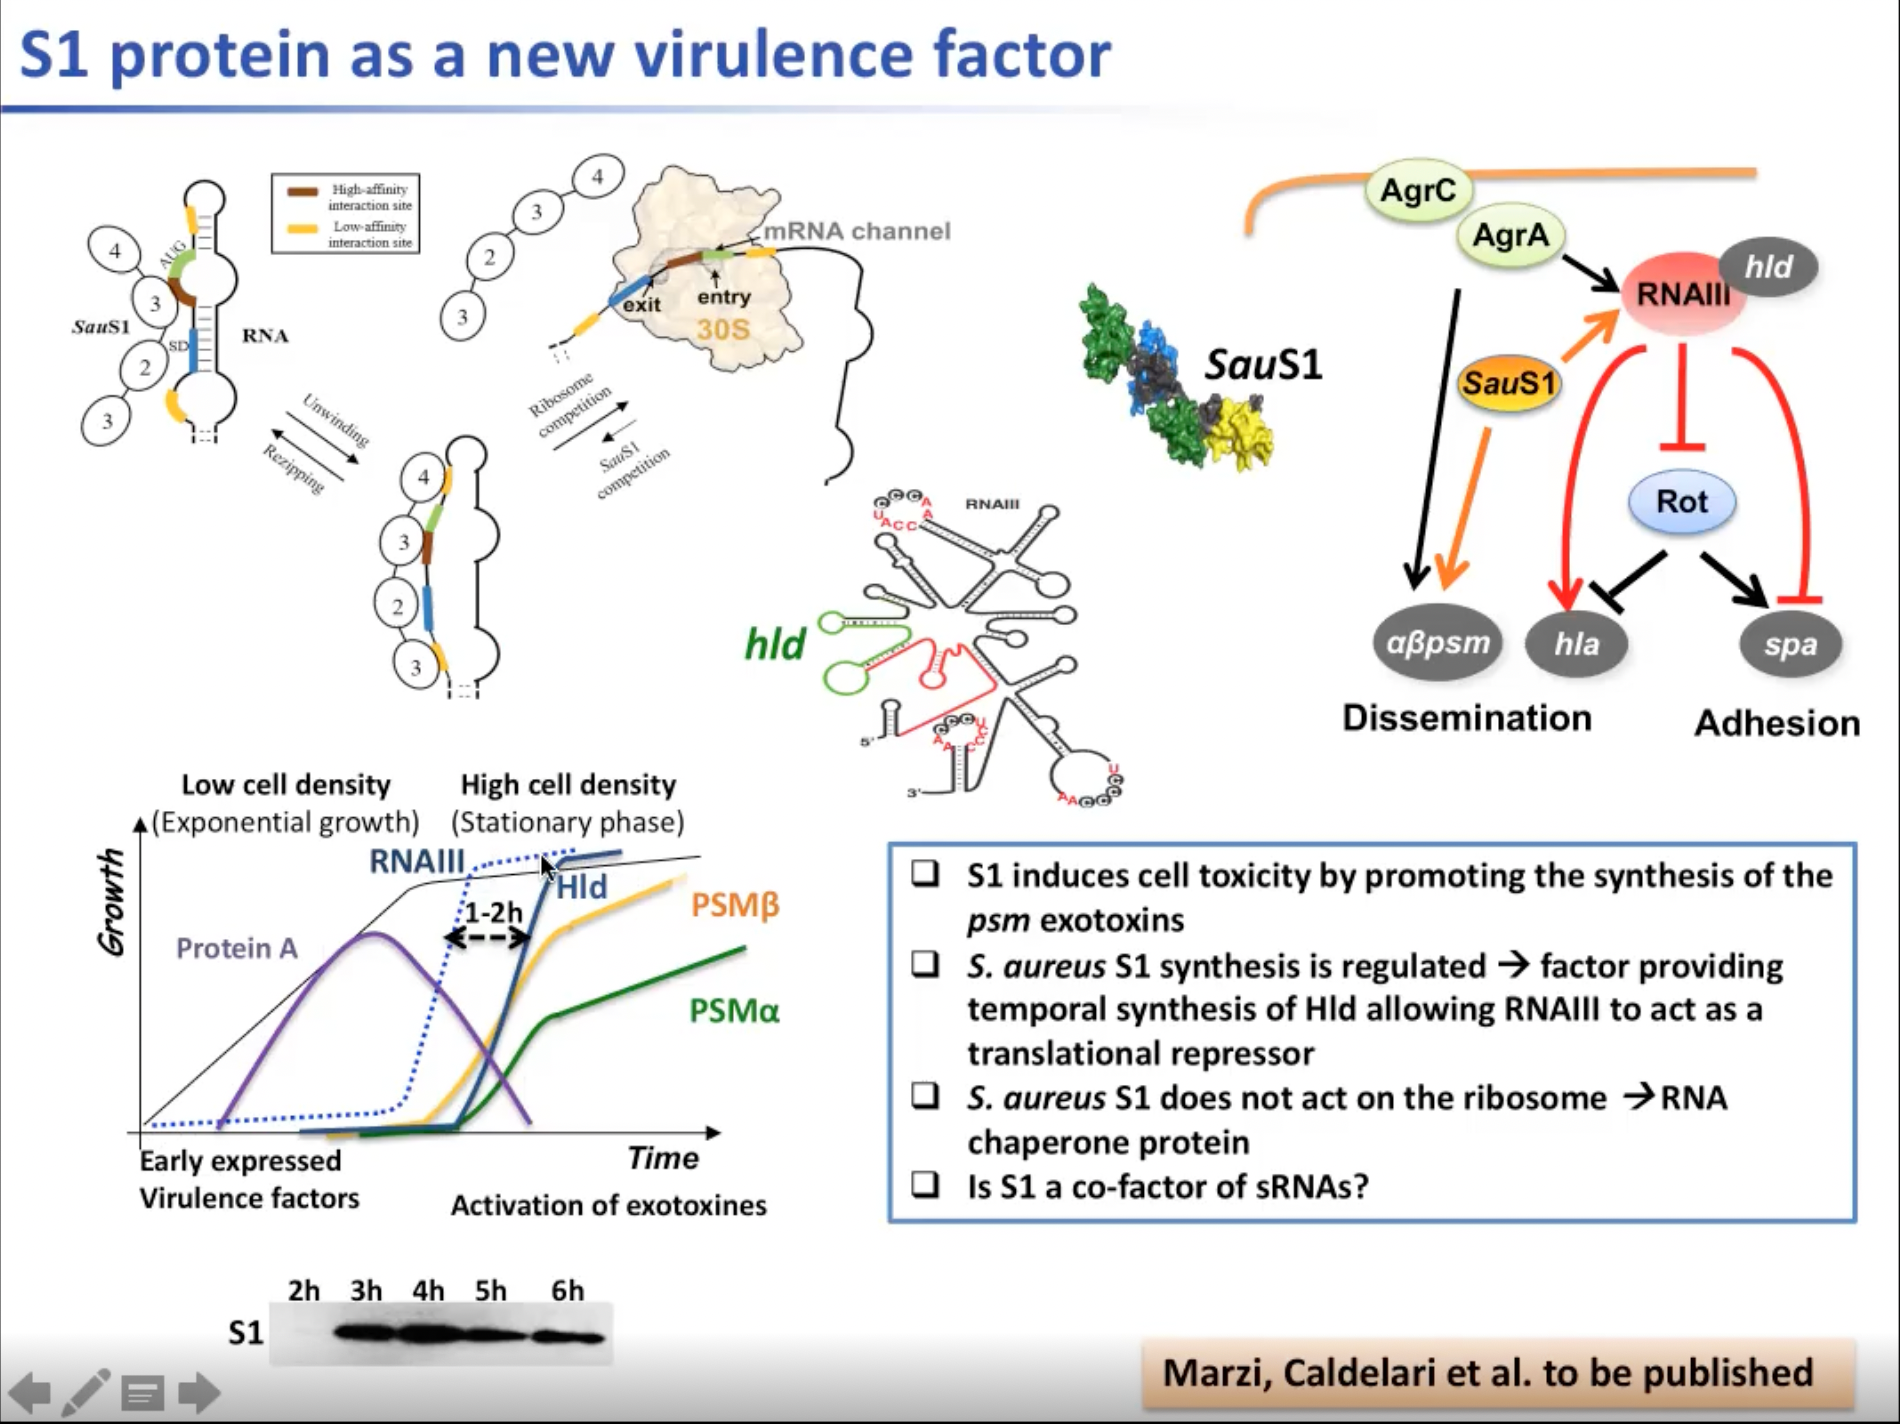 S1 protein as a new virulence factor
High-affinity
interaction site
Low-affinity
interaction site
4
3
2
3
SauS1
AUG
SD
RNA
Unwinding
Rezipping
4
3
2
3
4
3
2
3
mRNA channel
exit
entry
30S
Ribosome
competition
SauS1
competition
SauS1
AgrC
AgrA
RNAIII
hld
SauS1
Rot
αβpsm
hla
spa
Dissemination
Adhesion
RNAIII
hld
5'
3'
Low cell density
(Exponential growth)
High cell density
(Stationary phase)
Growth
RNAIII
Hld
1-2h
Protein A
PSMβ
PSMα
Time
Early expressed
Virulence factors
Activation of exotoxines
2h 3h 4h 5h 6h
S1
❑ S1 induces cell toxicity by promoting the synthesis of the
psm exotoxins
❑ S. aureus S1 synthesis is regulated → factor providing
temporal synthesis of Hld allowing RNAIII to act as a
translational repressor
❑ S. aureus S1 does not act on the ribosome → RNA
chaperone protein
❑ Is S1 a co-factor of sRNAs?
Marzi, Caldelari et al. to be published